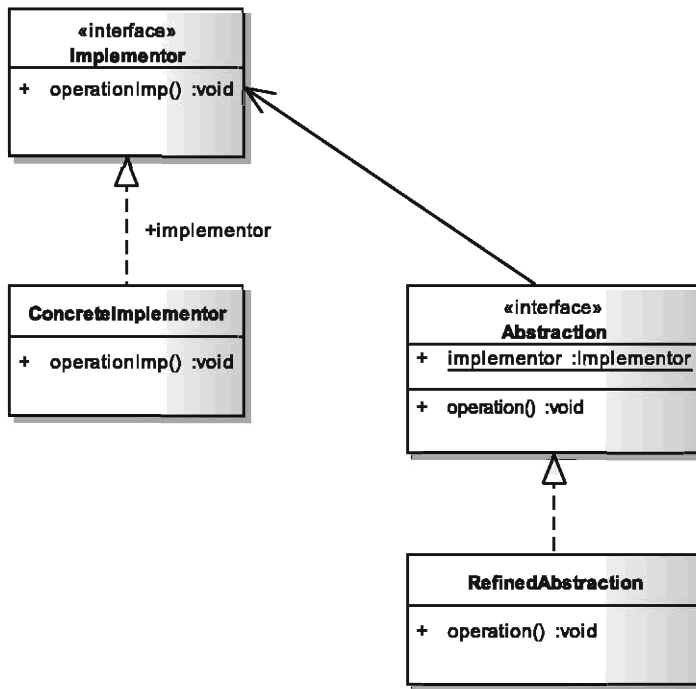 «interface»
Implementor
+ operationImp() :void
+implementor
ConcreteImplementor
+ operationImp() :void
«interface»
Abstraction
+ implementor :Implementor
+ operation() :void
RefinedAbstraction
+ operation() :void